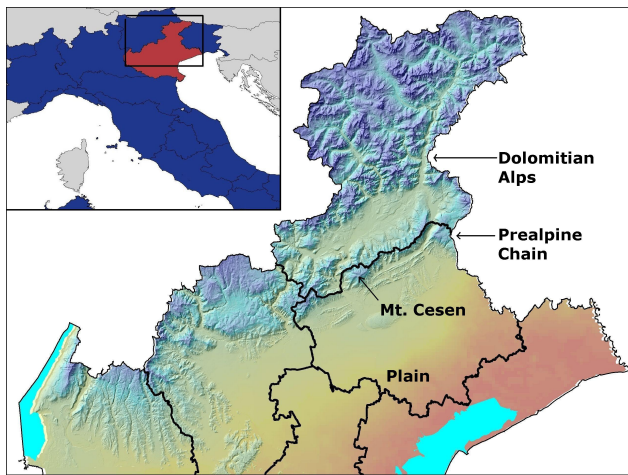 Dolomitian
Alps
Prealpine
Chain
Mt. Cesen
Plain